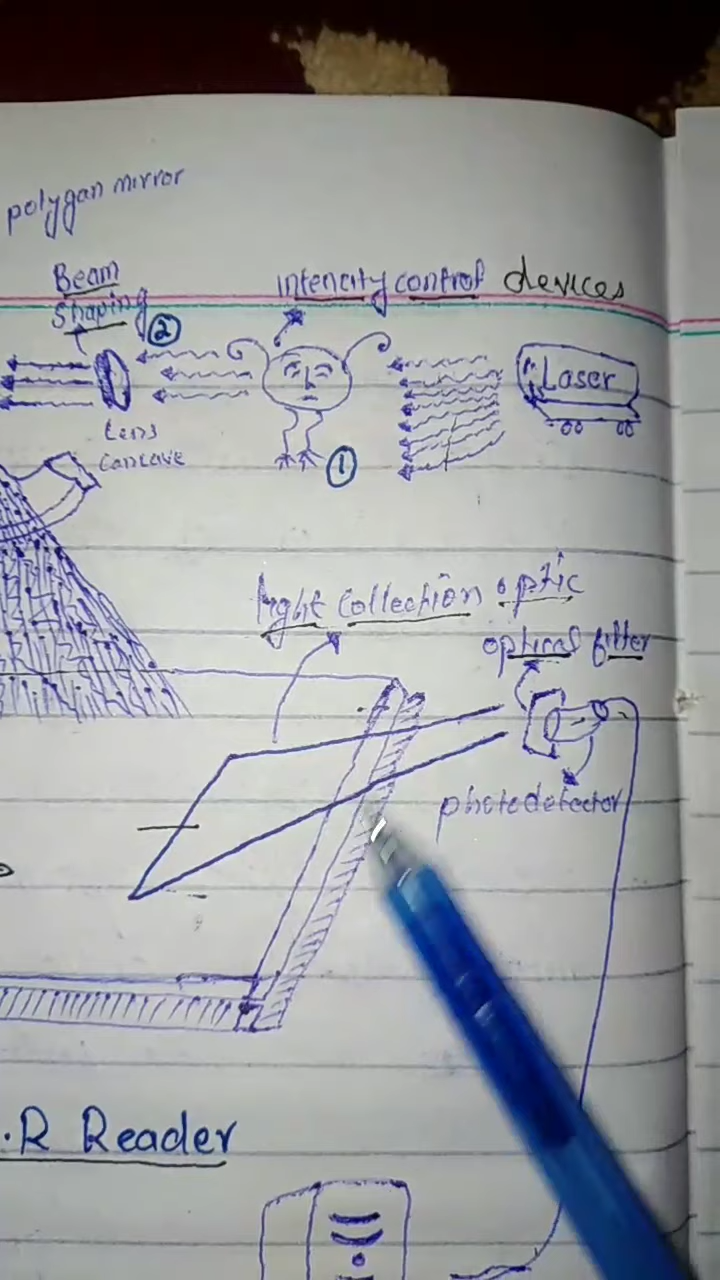 polygan mirror
Beam
shaping
②
intencity control devices
Laser
Lens
Concave
①
light collection optic
optical filter
photodetector
.R Reader